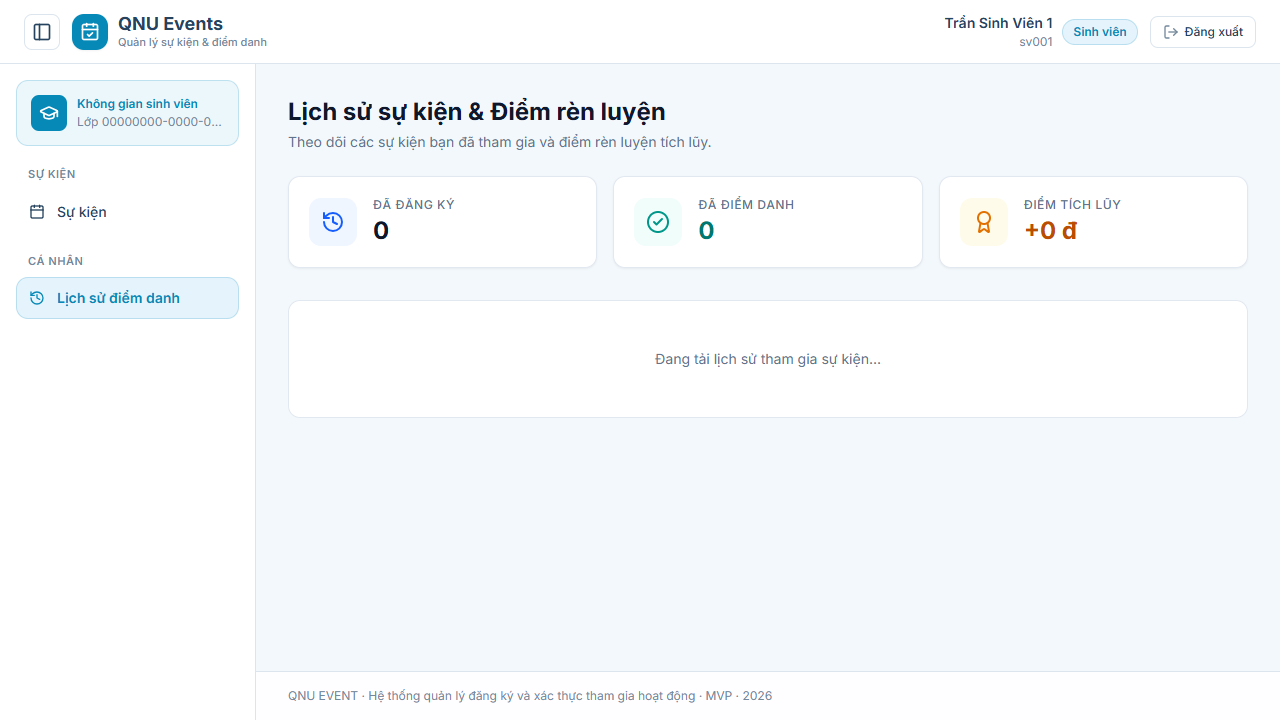 QNU Events
Quản lý sự kiện & điểm danh
Trần Sinh Viên 1
sv001
Sinh viên
Đăng xuất
Không gian sinh viên
Lớp 00000000-0000-0...
SỰ KIỆN
Sự kiện
CÁ NHÂN
Lịch sử điểm danh
Lịch sử sự kiện & Điểm rèn luyện
Theo dõi các sự kiện bạn đã tham gia và điểm rèn luyện tích lũy.
ĐÃ ĐĂNG KÝ
0
ĐÃ ĐIỂM DANH
0
ĐIỂM TÍCH LŨY
+0 đ
Đang tải lịch sử tham gia sự kiện...
QNU EVENT · Hệ thống quản lý đăng ký và xác thực tham gia hoạt động · MVP · 2026